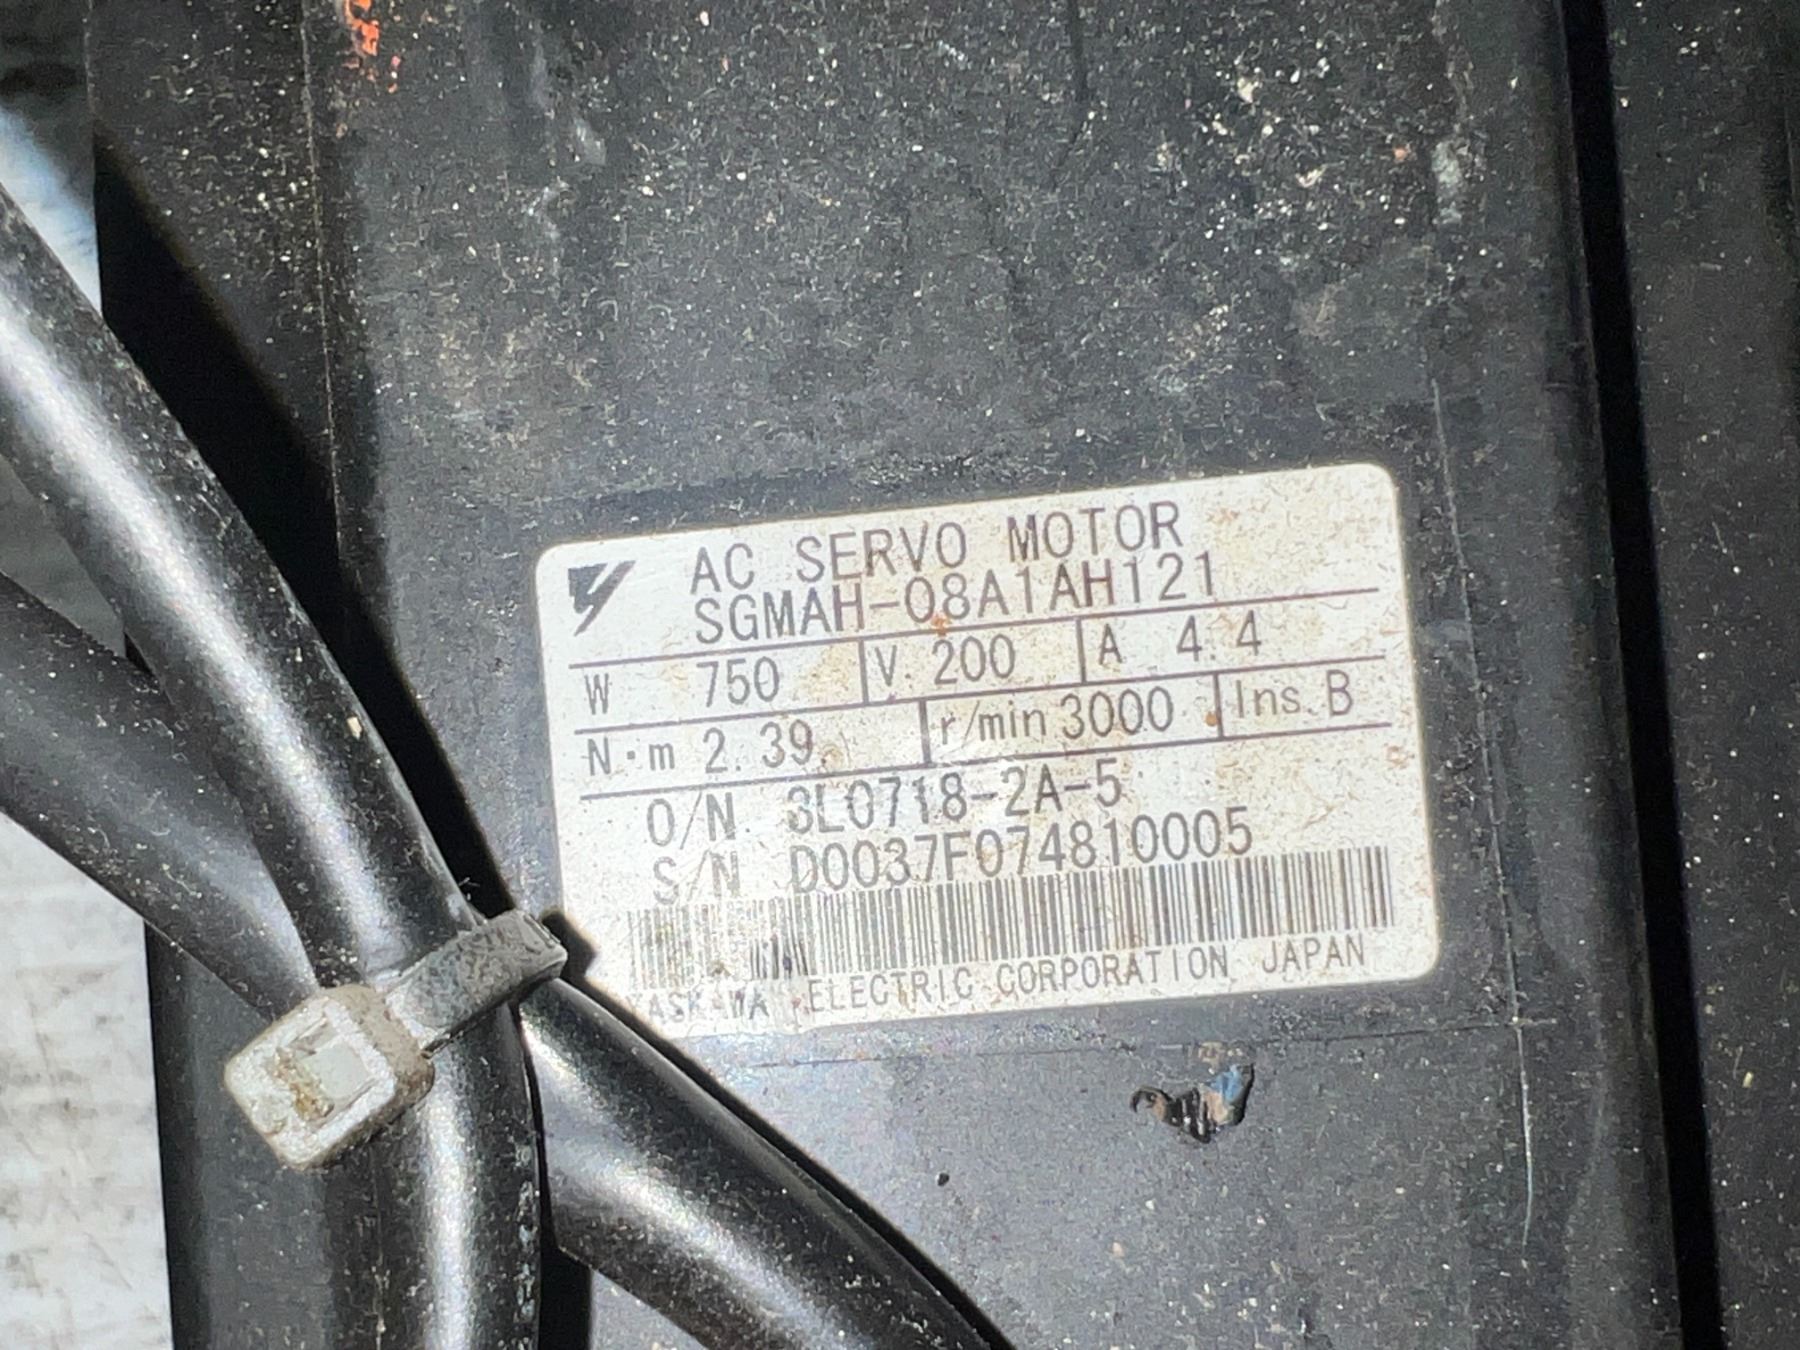 AC SERVO MOTOR
SGMAH-08A1AH121
W 750 V 200 A 4.4
N·m 2.39 r/min 3000 Ins. B
O/N 3L0718-2A-5
S/N D0037F074810005
YASKAWA ELECTRIC CORPORATION JAPAN